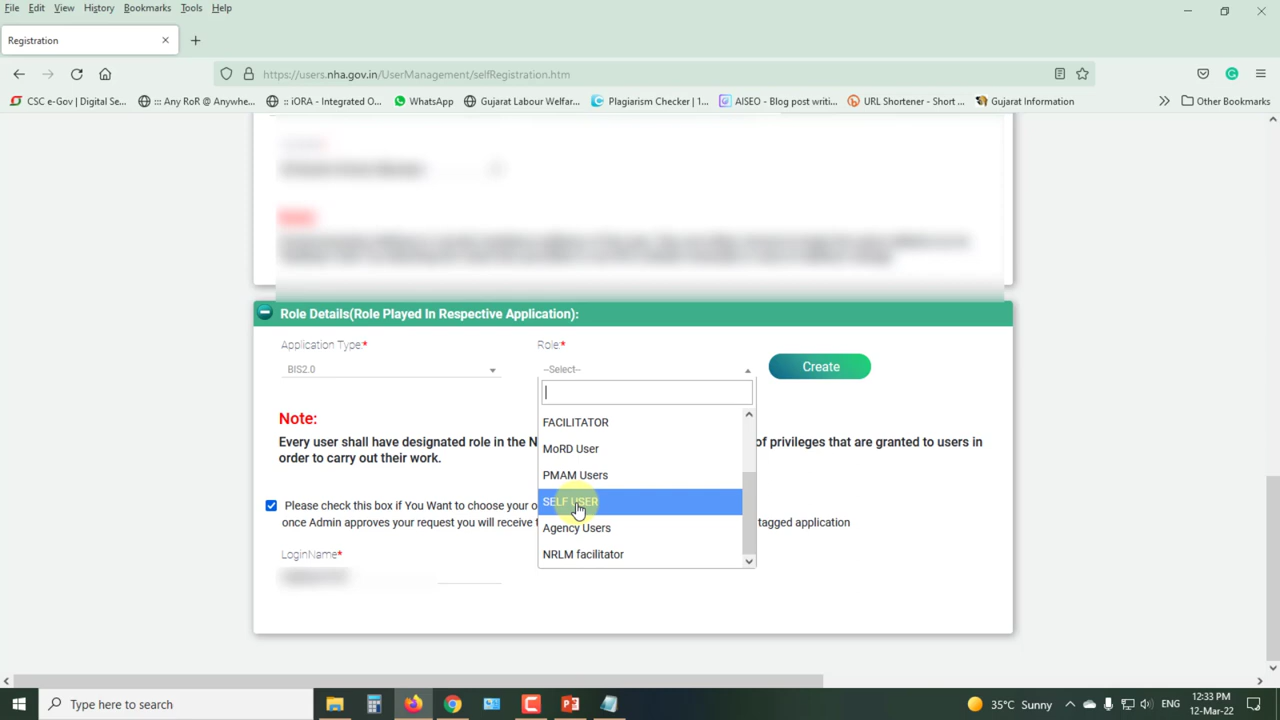 File Edit View History Bookmarks Tools Help
Registration
https://users.nha.gov.in/UserManagement/selfRegistration.htm
CSC e-Gov | Digital Se... ::: Any RoR @ Anywhe... :: iORA - Integrated O... WhatsApp Gujarat Labour Welfar... Plagiarism Checker | 1... AISEO - Blog post writi... URL Shortener - Short ... Gujarat Information Other Bookmarks
Role Details(Role Played In Respective Application):
Application Type:* Role:*
BIS2.0 --Select-- Create
FACILITATOR
MoRD User
PMAM Users
SELF USER
Agency Users
NRLM facilitator
Note:
Every user shall have designated role in the N of privileges that are granted to users in
order to carry out their work.
Please check this box if You Want to choose your o
once Admin approves your request you will receive t tagged application
LoginName*
Type here to search 35°C Sunny ENG 12:33 PM
12-Mar-22